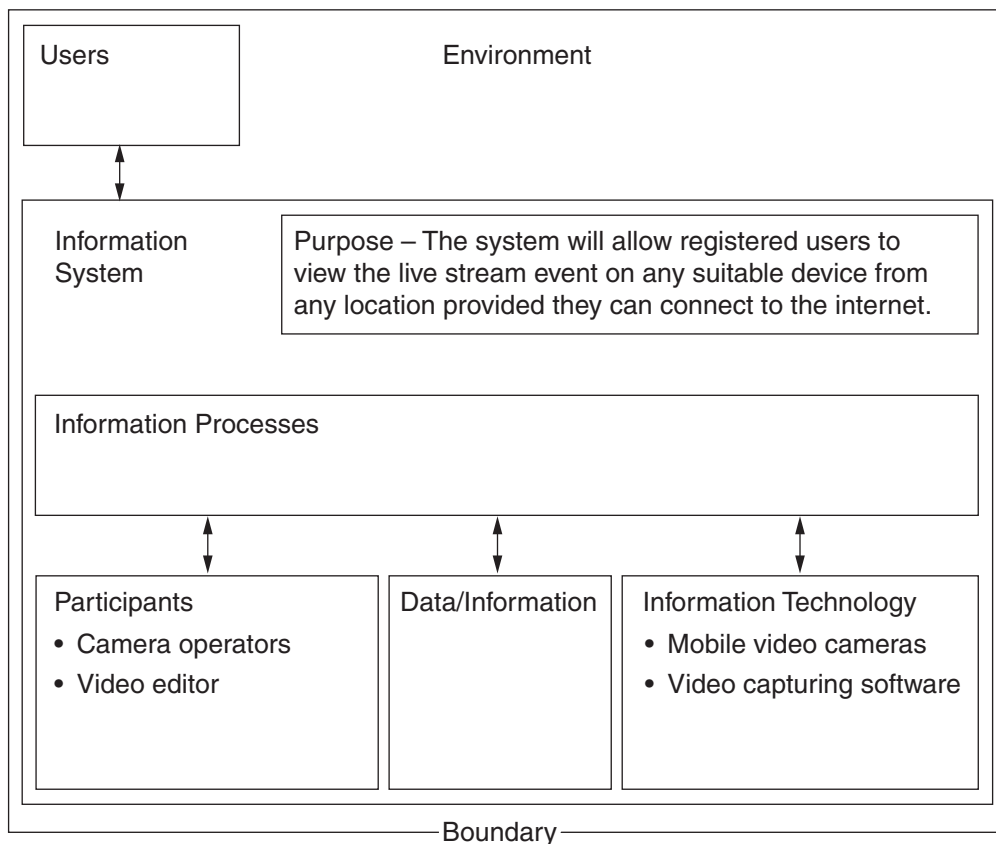 Users
Environment
Information
System
Purpose – The system will allow registered users to
view the live stream event on any suitable device from
any location provided they can connect to the internet.
Information Processes
Participants
• Camera operators
• Video editor
Data/Information
Information Technology
• Mobile video cameras
• Video capturing software
Boundary